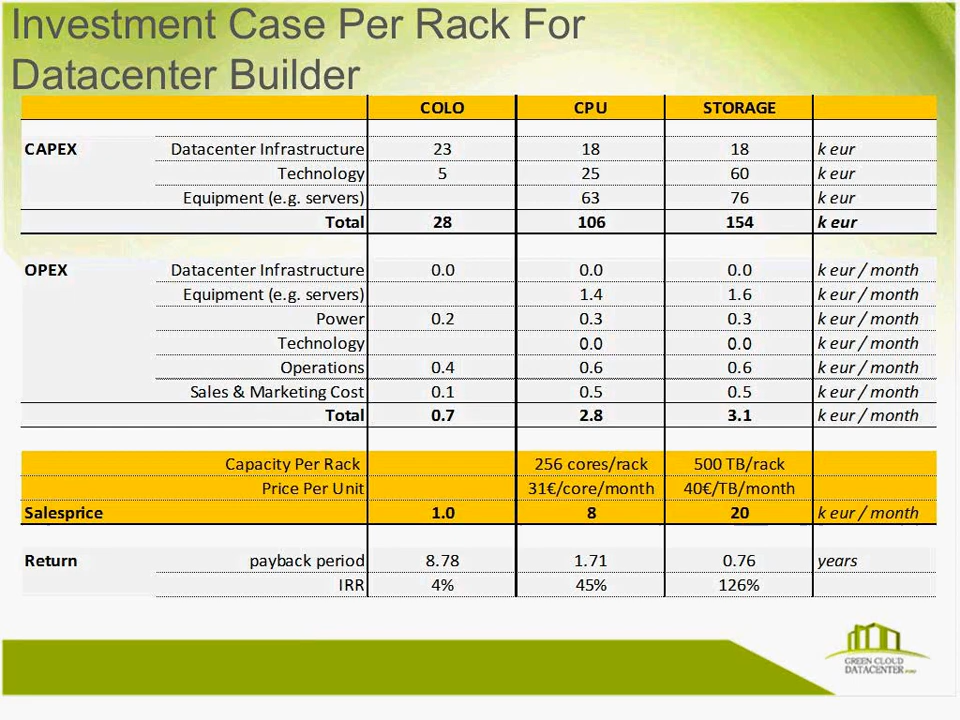 Investment Case Per Rack For
Datacenter Builder
COLO CPU STORAGE
CAPEX Datacenter Infrastructure 23 18 18 k eur
Technology 5 25 60 k eur
Equipment (e.g. servers) 63 76 k eur
Total 28 106 154 k eur
OPEX Datacenter Infrastructure 0.0 0.0 0.0 k eur / month
Equipment (e.g. servers) 1.4 1.6 k eur / month
Power 0.2 0.3 0.3 k eur / month
Technology 0.0 0.0 k eur / month
Operations 0.4 0.6 0.6 k eur / month
Sales & Marketing Cost 0.1 0.5 0.5 k eur / month
Total 0.7 2.8 3.1 k eur / month
Capacity Per Rack 256 cores/rack 500 TB/rack
Price Per Unit 31€/core/month 40€/TB/month
Salesprice 1.0 8 20 k eur / month
Return payback period 8.78 1.71 0.76 years
IRR 4% 45% 126%
GREEN CLOUD
DATACENTER